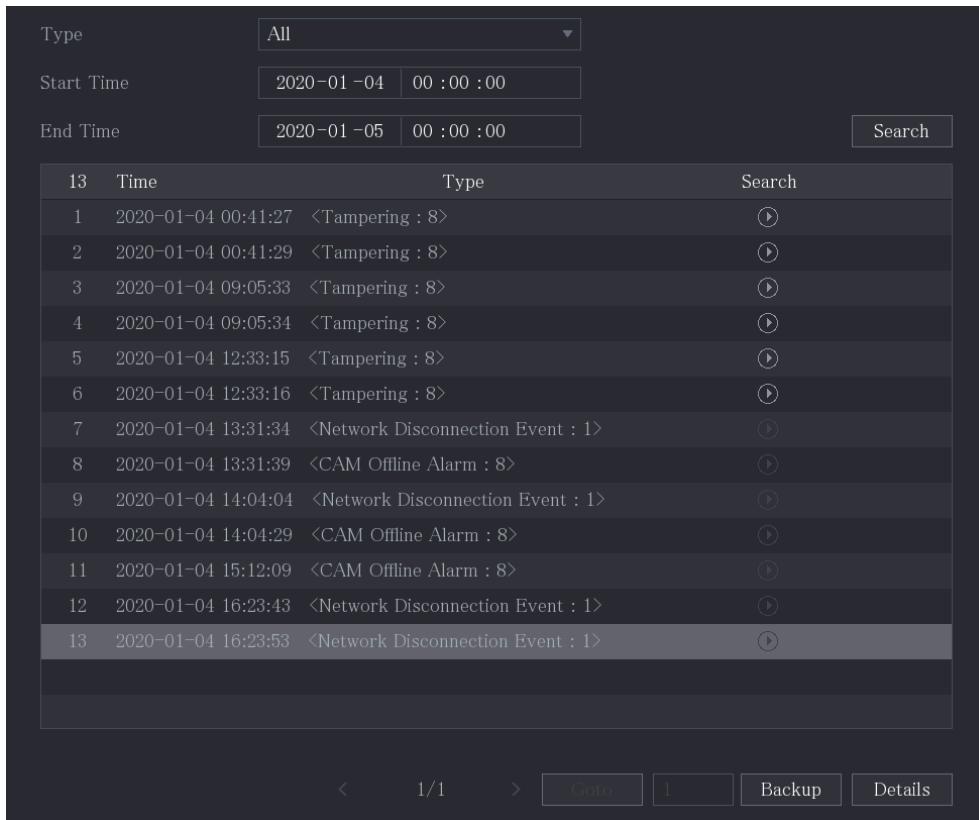 Type All
Start Time 2020-01-04 00:00:00
End Time 2020-01-05 00:00:00 Search
13 Time Type Search
1 2020-01-04 00:41:27 <Tampering : 8>
2 2020-01-04 00:41:29 <Tampering : 8>
3 2020-01-04 09:05:33 <Tampering : 8>
4 2020-01-04 09:05:34 <Tampering : 8>
5 2020-01-04 12:33:15 <Tampering : 8>
6 2020-01-04 12:33:16 <Tampering : 8>
7 2020-01-04 13:31:34 <Network Disconnection Event : 1>
8 2020-01-04 13:31:39 <CAM Offline Alarm : 8>
9 2020-01-04 14:04:04 <Network Disconnection Event : 1>
10 2020-01-04 14:04:29 <CAM Offline Alarm : 8>
11 2020-01-04 15:12:09 <CAM Offline Alarm : 8>
12 2020-01-04 16:23:43 <Network Disconnection Event : 1>
13 2020-01-04 16:23:53 <Network Disconnection Event : 1>
< 1/1 > Goto 1 Backup Details